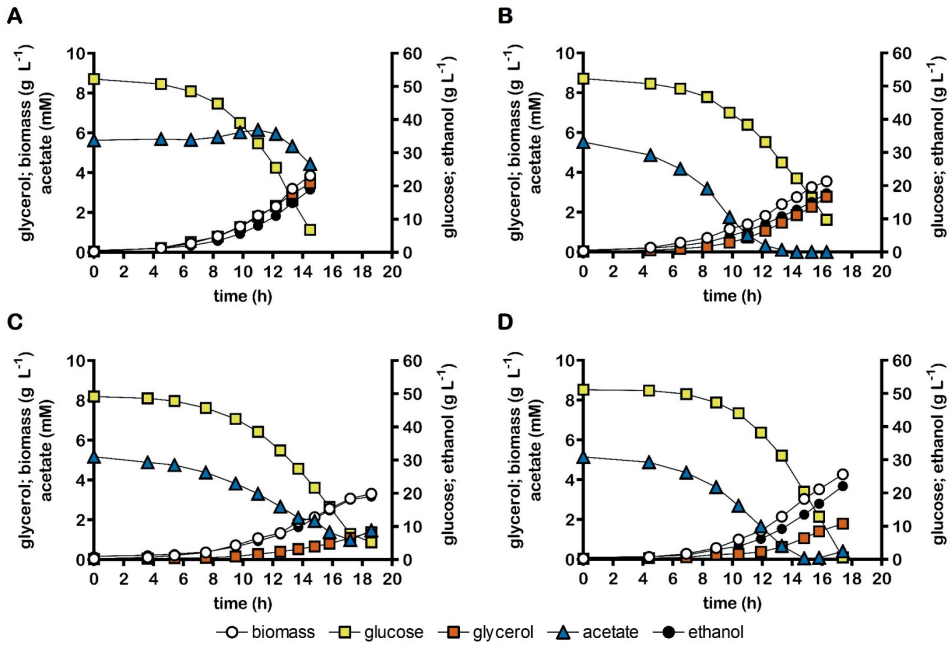 A
B
10
8
6
4
2
0
60
50
40
30
20
10
0
10
8
6
4
2
0
60
50
40
30
20
10
0
glycerol; biomass (g L⁻¹)
acetate (mM)
glucose; ethanol (g L⁻¹)
glycerol; biomass (g L⁻¹)
acetate (mM)
glucose; ethanol (g L⁻¹)
0 2 4 6 8 10 12 14 16 18 20
0 2 4 6 8 10 12 14 16 18 20
time (h)
time (h)
C
D
10
8
6
4
2
0
60
50
40
30
20
10
0
10
8
6
4
2
0
60
50
40
30
20
10
0
glycerol; biomass (g L⁻¹)
acetate (mM)
glucose; ethanol (g L⁻¹)
glycerol; biomass (g L⁻¹)
acetate (mM)
glucose; ethanol (g L⁻¹)
0 2 4 6 8 10 12 14 16 18 20
0 2 4 6 8 10 12 14 16 18 20
time (h)
time (h)
biomass glucose glycerol acetate ethanol